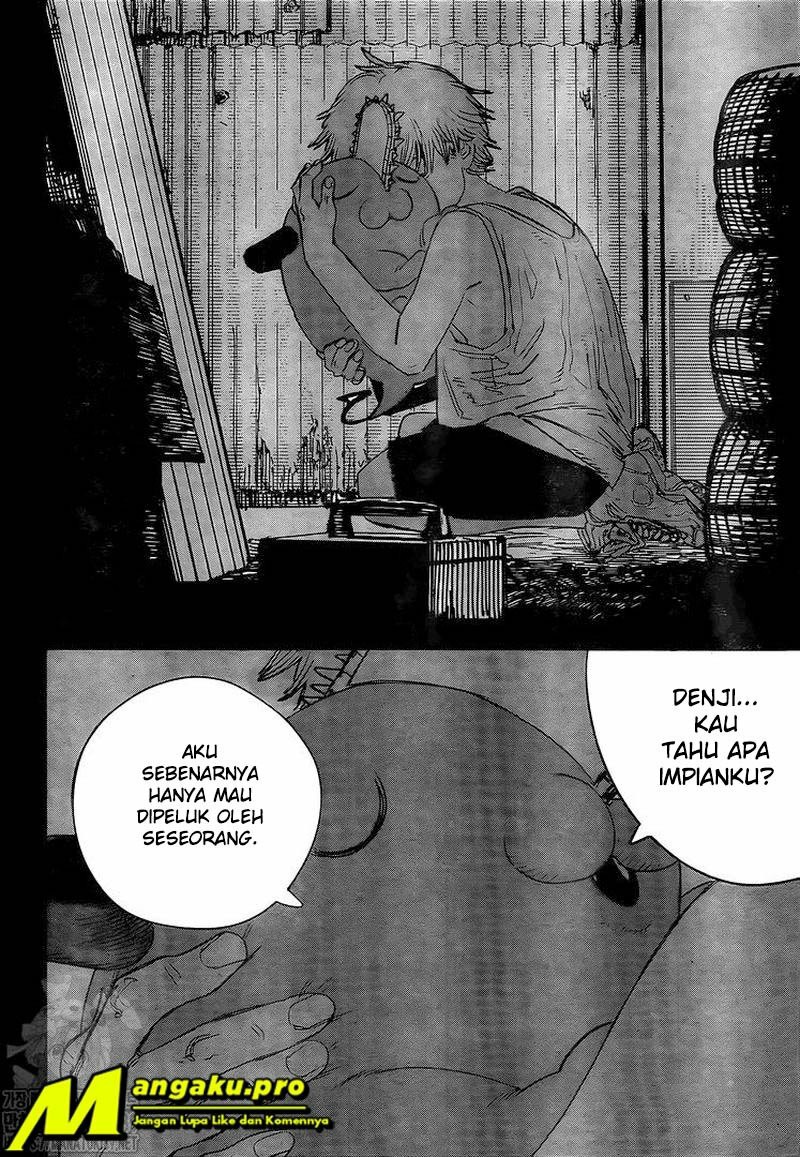 DENJI...
KAU
TAHU APA
IMPIANKU?
AKU
SEBENARNYA
HANYA MAU
DIPELUK OLEH
SESEORANG.
Mangaku.pro
Jangan Lupa Like dan Komennya